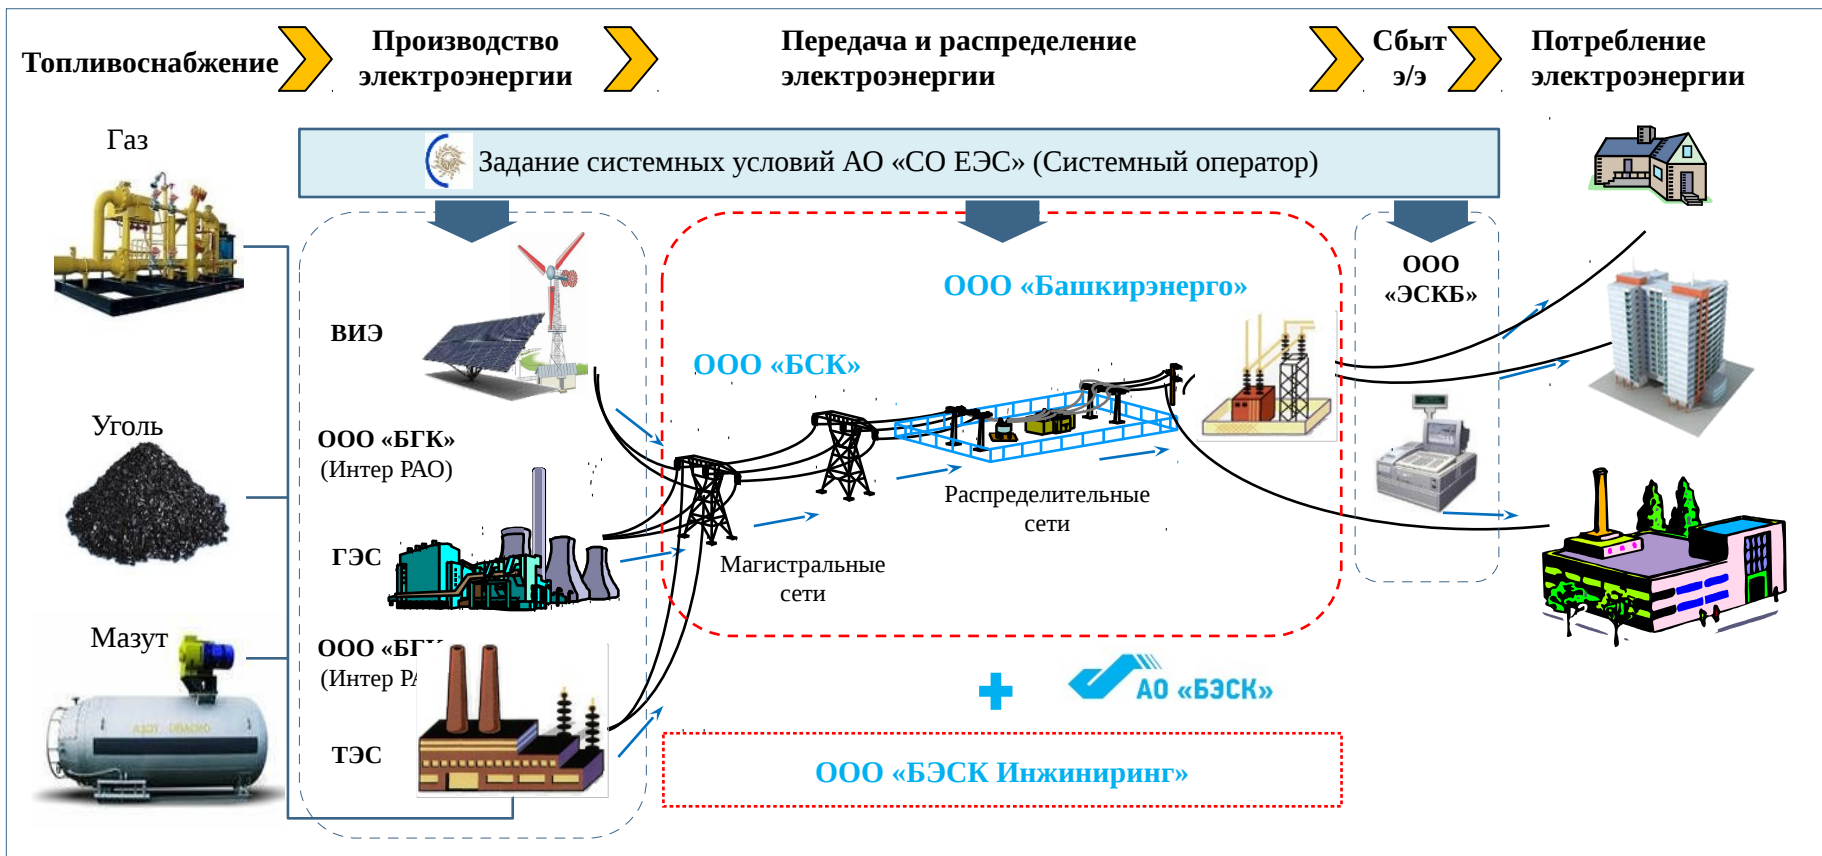 Топливоснабжение
Производство
электроэнергии
Передача и распределение
электроэнергии
Сбыт
э/э
Потребление
электроэнергии
Газ
Задание системных условий АО «СО ЕЭС» (Системный оператор)
ООО
«ЭСКБ»
ООО «Башкирэнерго»
ВИЭ
ООО «БСК»
Уголь
ООО «БГК»
(Интер РАО)
Распределительные
сети
ГЭС
Магистральные
сети
Мазут
ООО
(Интер
АО «БЭСК»
ТЭС
ООО «БЭСК Инжиниринг»